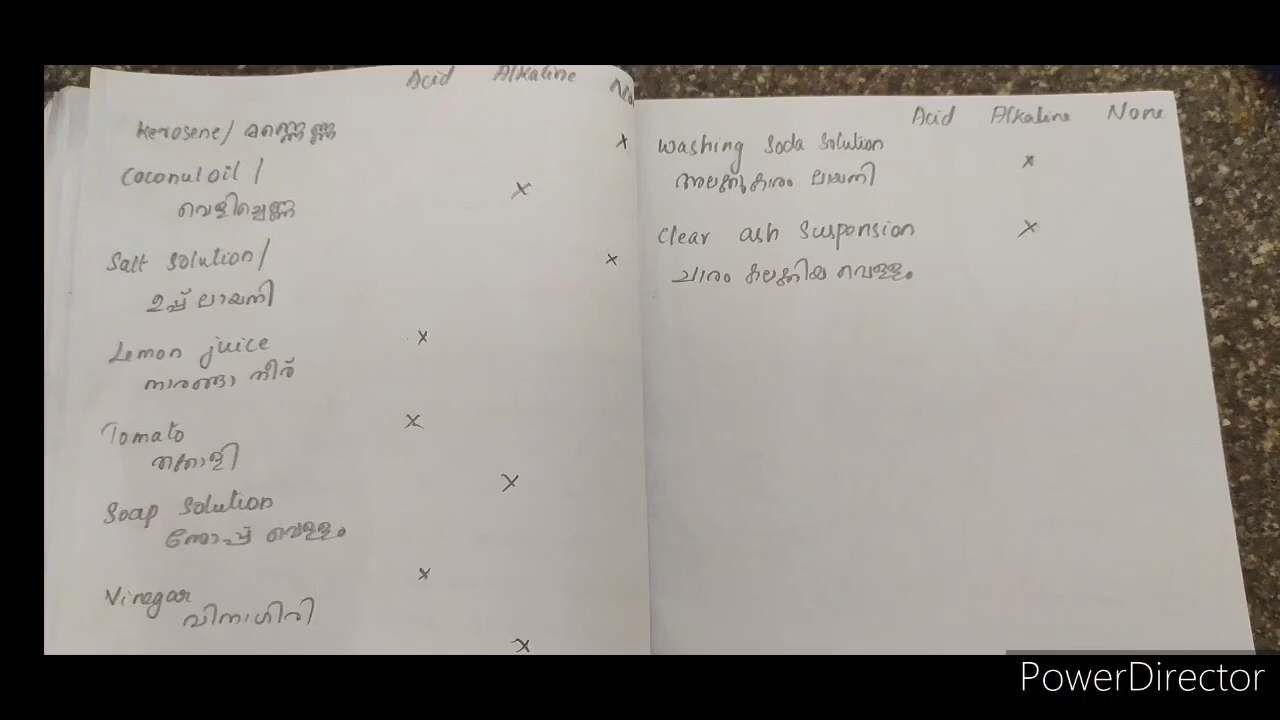 Acid Alkaline
Kerosene/ മണ്ണെണ്ണ x
Coconut oil /
വെളിച്ചെണ്ണ x
Salt solution/ x
ഉപ്പ് ലായനി
Lemon juice x
നാരങ്ങാ നീര്
Tomato x
തക്കാളി
Soap solution x
സോപ്പ് വെള്ളം
Vinegar x
വിനാഗിരി
x
Acid Alkaline None
Washing Soda Solution x
അലക്കുകാരം ലായനി
Clear ash Suspension x
ചാരം കലക്കിയ വെള്ളം
PowerDirector